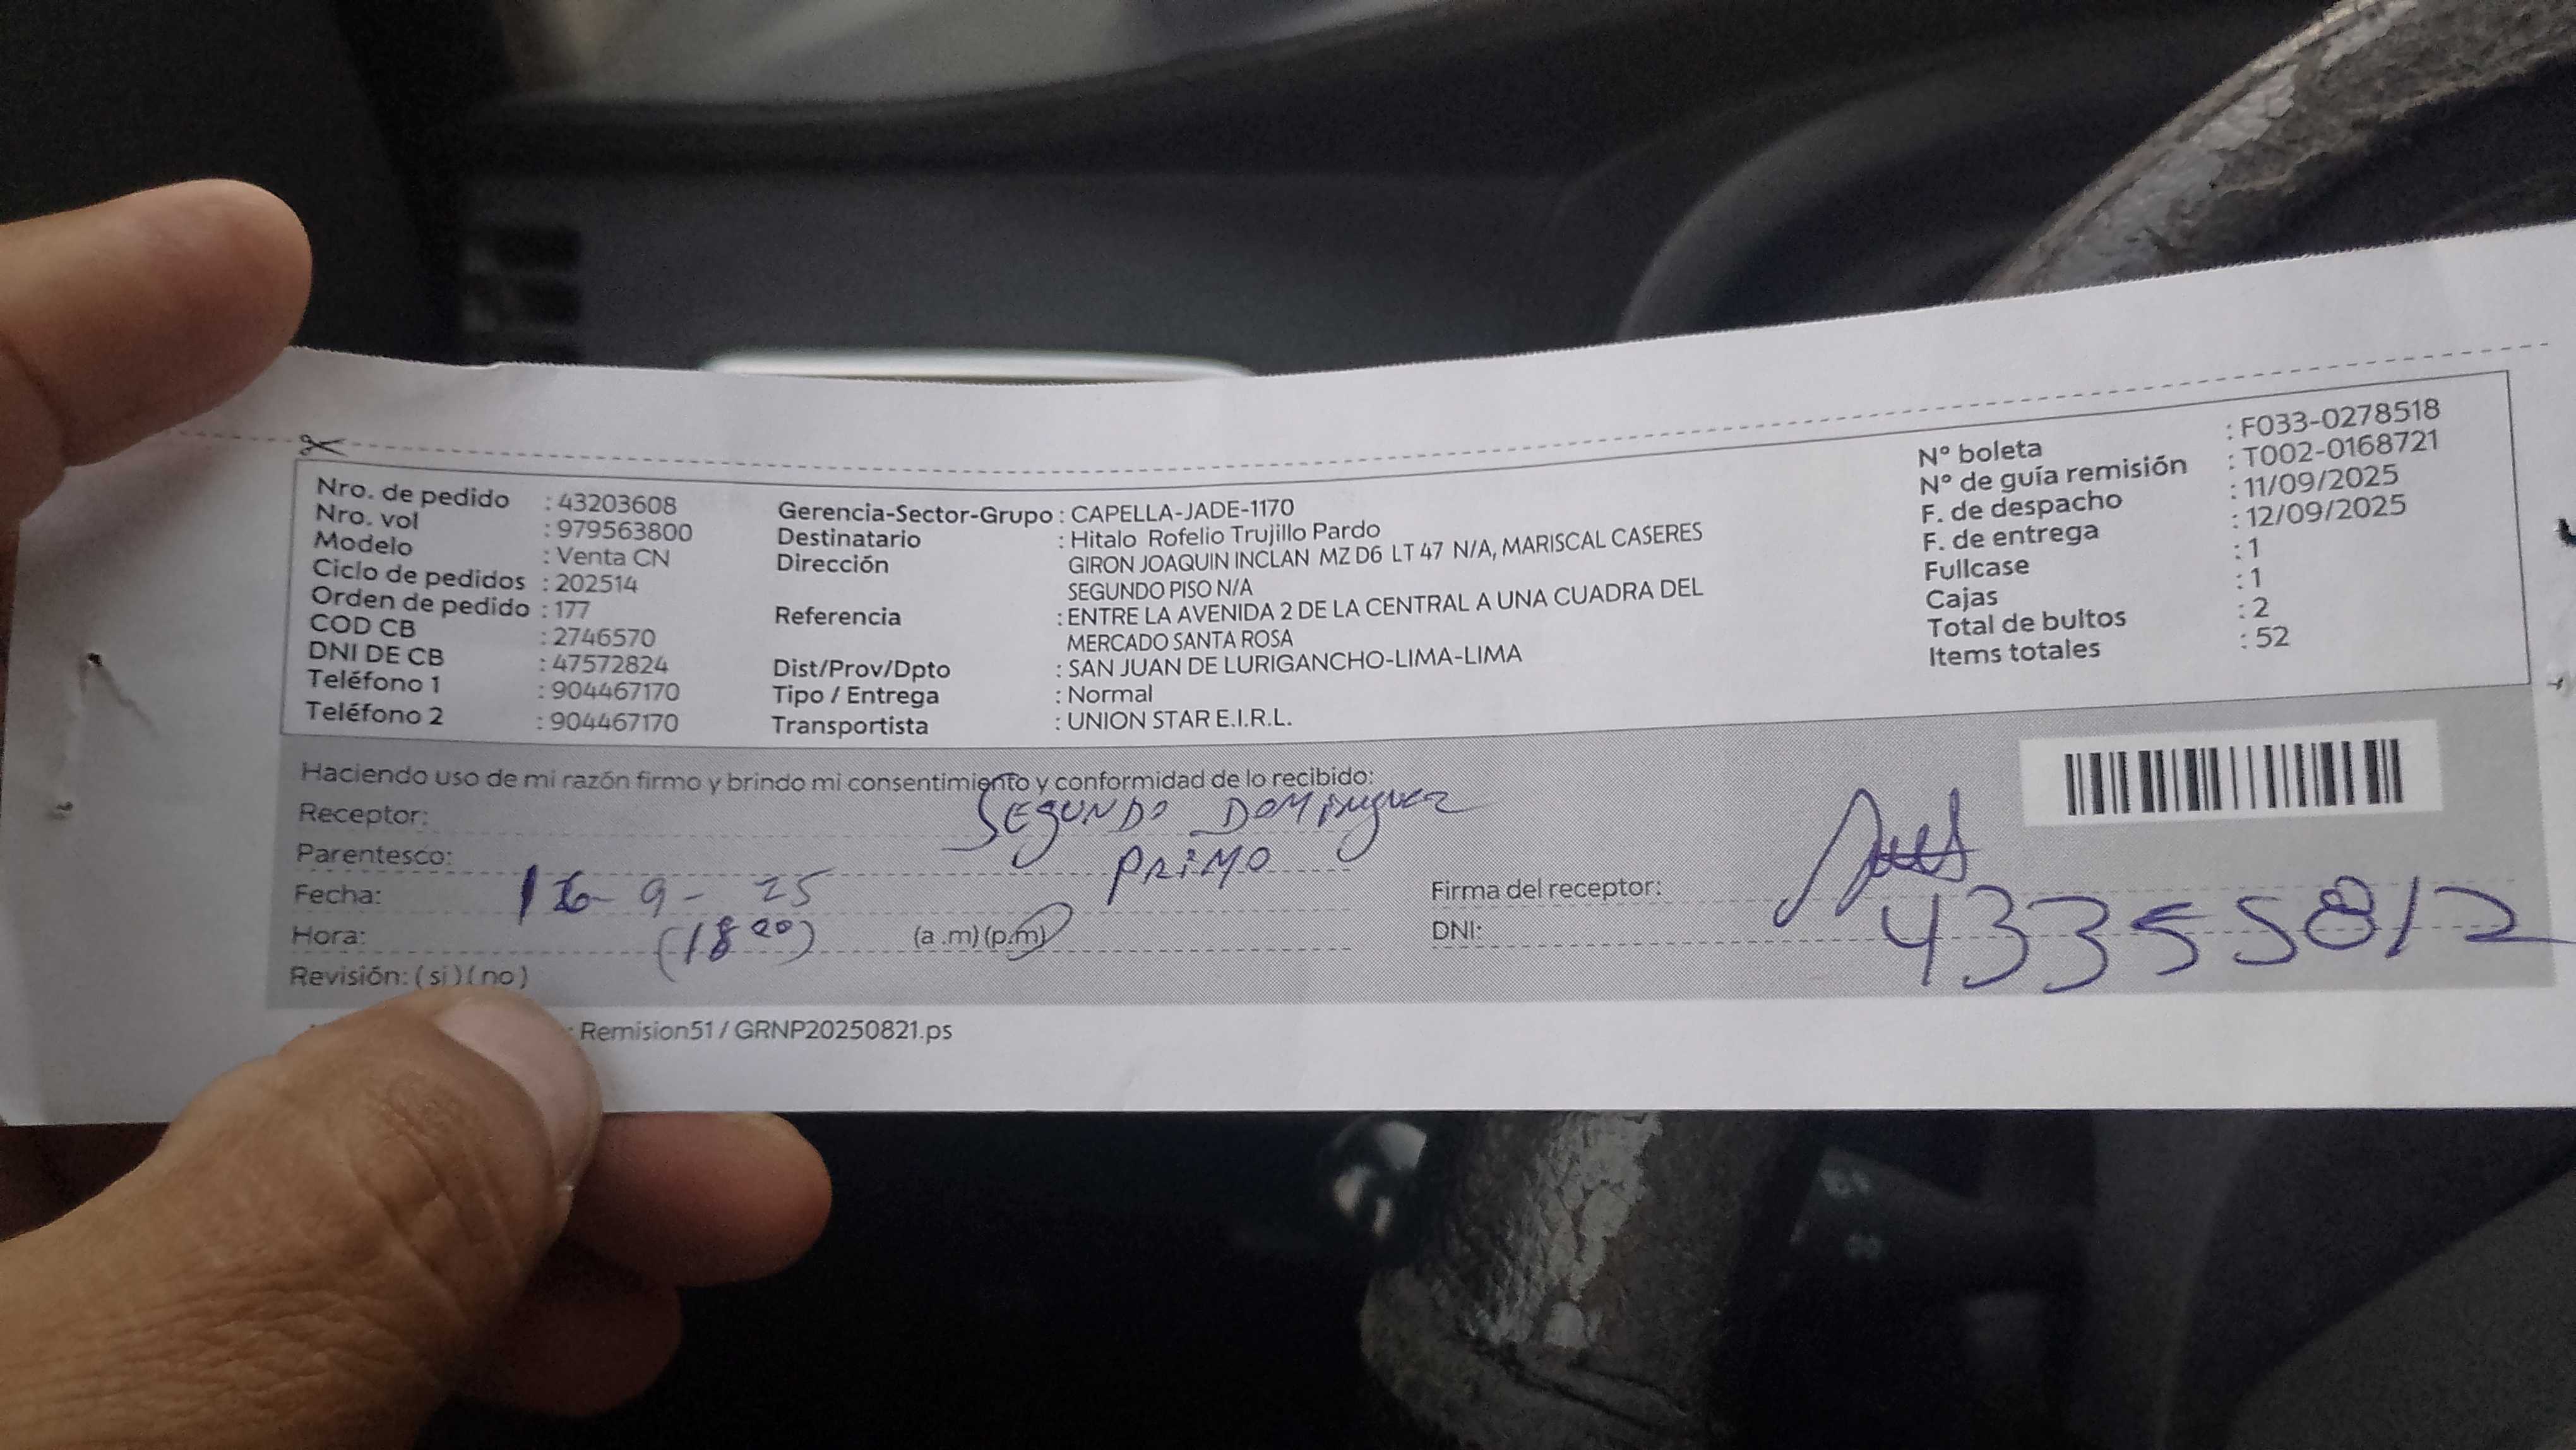 Nro. de pedido : 43203608
Nro. vol : 979563800
Modelo : Venta CN
Ciclo de pedidos : 202514
Orden de pedido : 177
COD CB : 2746570
DNI DE CB : 47572824
Teléfono 1 : 904467170
Teléfono 2 : 904467170
Gerencia-Sector-Grupo : CAPELLA-JADE-1170
Destinatario : Hitalo Rofelio Trujillo Pardo
Dirección : GIRON JOAQUIN INCLAN MZ D6 LT 47 N/A, MARISCAL CASERES
SEGUNDO PISO N/A
Referencia : ENTRE LA AVENIDA 2 DE LA CENTRAL A UNA CUADRA DEL
MERCADO SANTA ROSA
Dist/Prov/Dpto : SAN JUAN DE LURIGANCHO-LIMA-LIMA
Tipo / Entrega : Normal
Transportista : UNION STAR E.I.R.L.
Nº boleta : F033-0278518
Nº de guía remisión : T002-0168721
F. de despacho : 11/09/2025
F. de entrega : 12/09/2025
Fullcase : 1
Cajas : 1
Total de bultos : 2
Items totales : 52
Haciendo uso de mi razón firmo y brindo mi consentimiento y conformidad de lo recibido:
Receptor: SEGUNDO DOMINGUEZ
Parentesco: PRIMO
Fecha: 16-9-25
Hora: (18 00) (a .m) (p.m)
Revisión: ( si ) ( no )
Firma del receptor:
DNI: 43355812
: Remision51 / GRNP20250821.ps